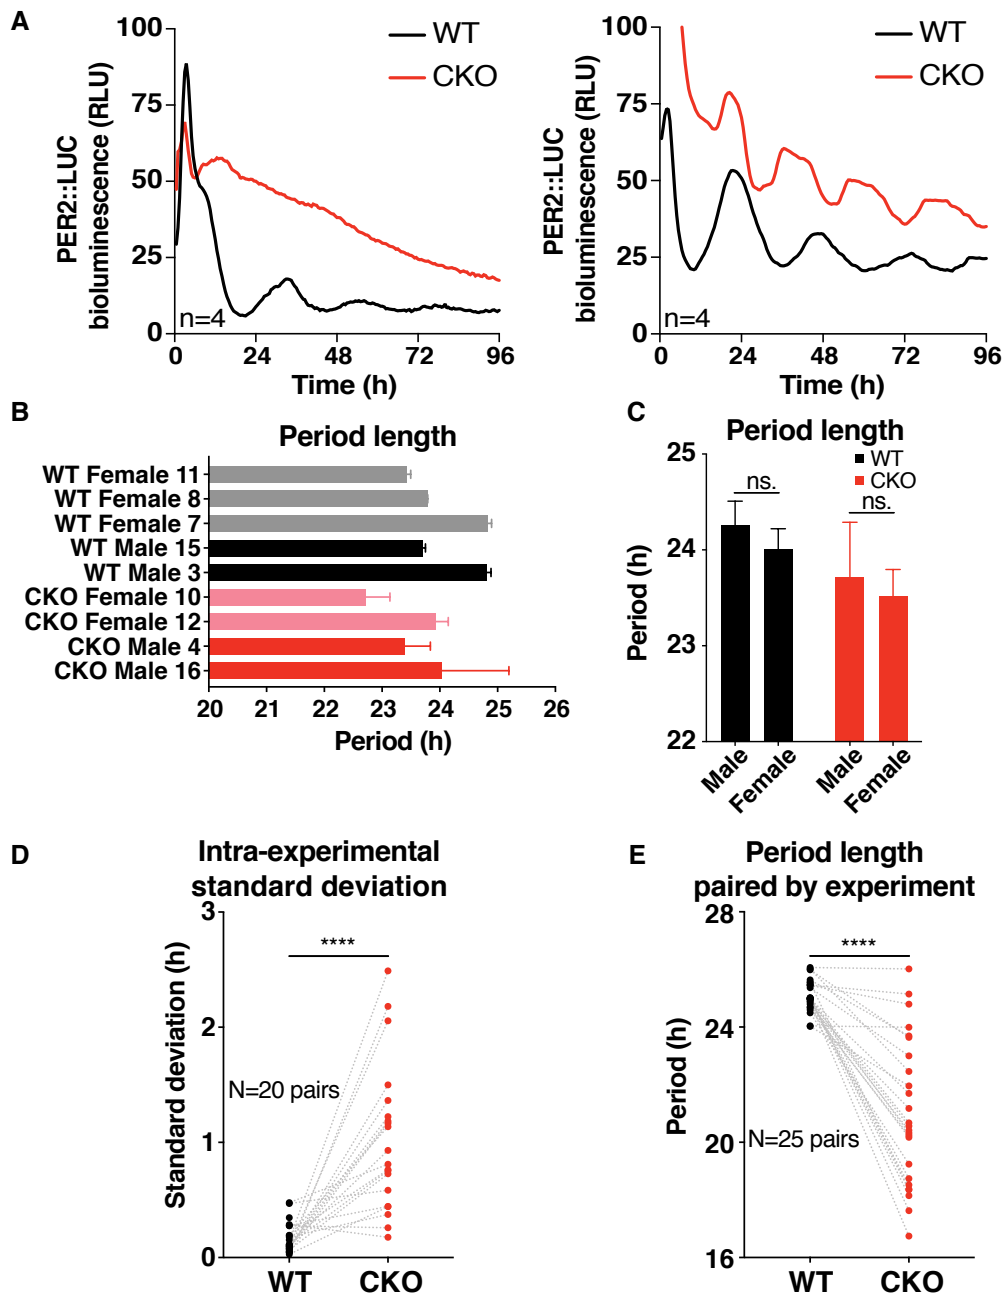 A
100
75
50
25
0
PER2::LUC
bioluminescence (RLU)
WT
CKO
n=4
0 24 48 72 96
Time (h)
100
75
50
25
0
PER2::LUC
bioluminescence (RLU)
WT
CKO
n=4
0 24 48 72 96
Time (h)
B
Period length
WT Female 11
WT Female 8
WT Female 7
WT Male 15
WT Male 3
CKO Female 10
CKO Female 12
CKO Male 4
CKO Male 16
20 21 22 23 24 25 26
Period (h)
C
Period length
WT
CKO
ns.
ns.
25
24
23
22
Period (h)
Male
Female
Male
Female
D
Intra-experimental
standard deviation
3
2
1
0
Standard deviation (h)
****
N=20 pairs
WT CKO
E
Period length
paired by experiment
28
24
20
16
Period (h)
****
N=25 pairs
WT CKO